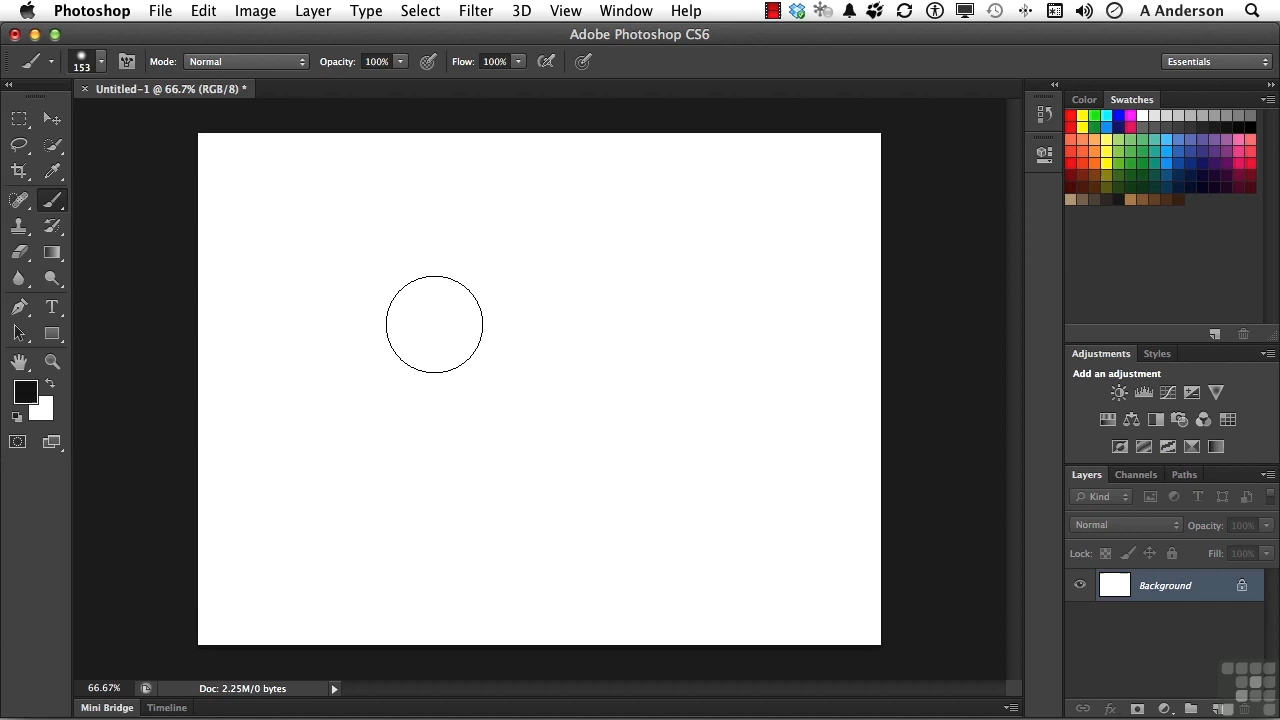 Photoshop File Edit Image Layer Type Select Filter 3D View Window Help A Anderson
Adobe Photoshop CS6
153 Mode: Normal Opacity: 100% Flow: 100% Essentials
× Untitled-1 @ 66.7% (RGB/8) *
Color Swatches
Adjustments Styles
Add an adjustment
Layers Channels Paths
Kind
Normal Opacity: 100%
Lock: Fill: 100%
Background
66.67% Doc: 2.25M/0 bytes
Mini Bridge Timeline